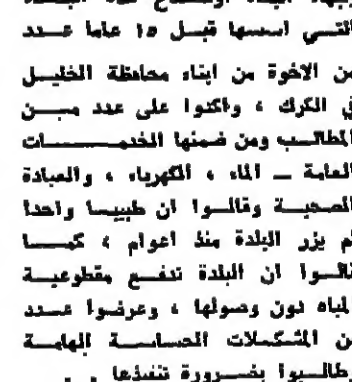 التي اسسها قبل ١٥ عاما عدد
من الاخوة من ابناء محافظة الخليل
في الكرك ، واكدوا على عدد من
المطالب ومن ضمنها الخدمات
العامة ــ الماء ، الكهرباء ، والعيادة
الصحية وقالوا ان طبيبا واحدا
لم يزر البلدة منذ اعوام ، كما
قالوا ان البلدة تدفع مقطوعية
المياه دون وصولها ، وعرضوا عدد
من المشكلات الحساسة الهامة
وطالبوا بضرورة تنفيذها